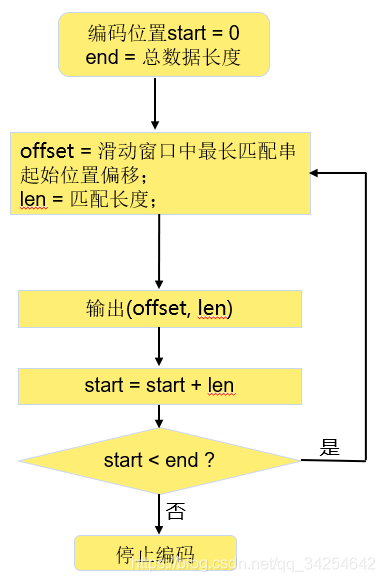 编码位置start = 0
end = 总数据长度
offset = 滑动窗口中最长匹配串
起始位置偏移；
len = 匹配长度；
输出(offset, len)
start = start + len
start < end ?
是
否
停止编码
https://blog.csdn.net/qq_34254642